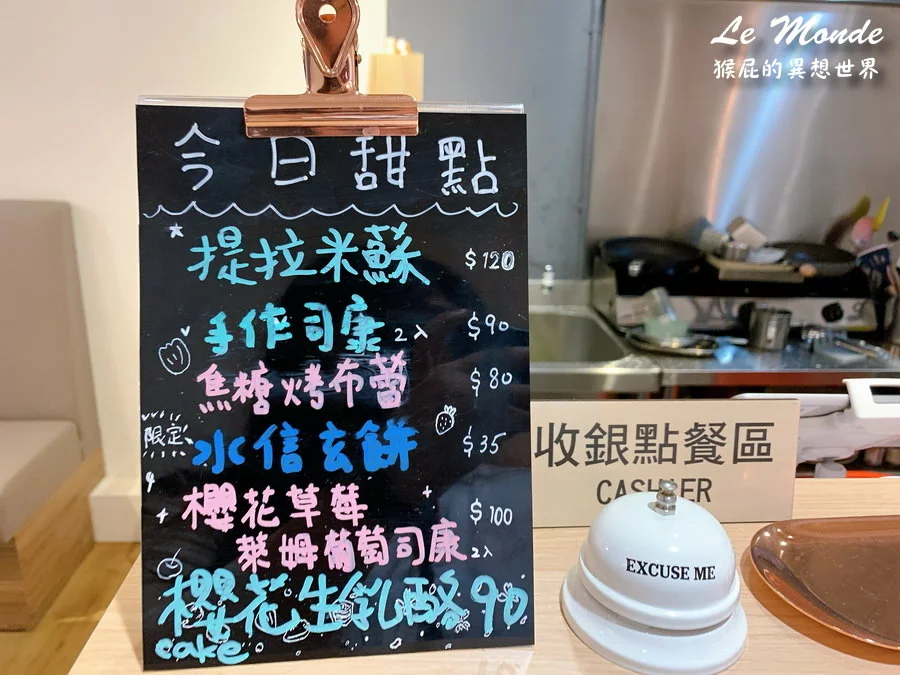 Le Monde
猴屁的異想世界
今日甜點
提拉米蘇 $120
手作司康 2入 $90
焦糖烤布蕾 $80
限定 水信玄餅 $35
櫻花草莓 $100
萊姆葡萄司康 2入
櫻花生乳酪 90
cake
收銀點餐區
CASHIER
EXCUSE ME